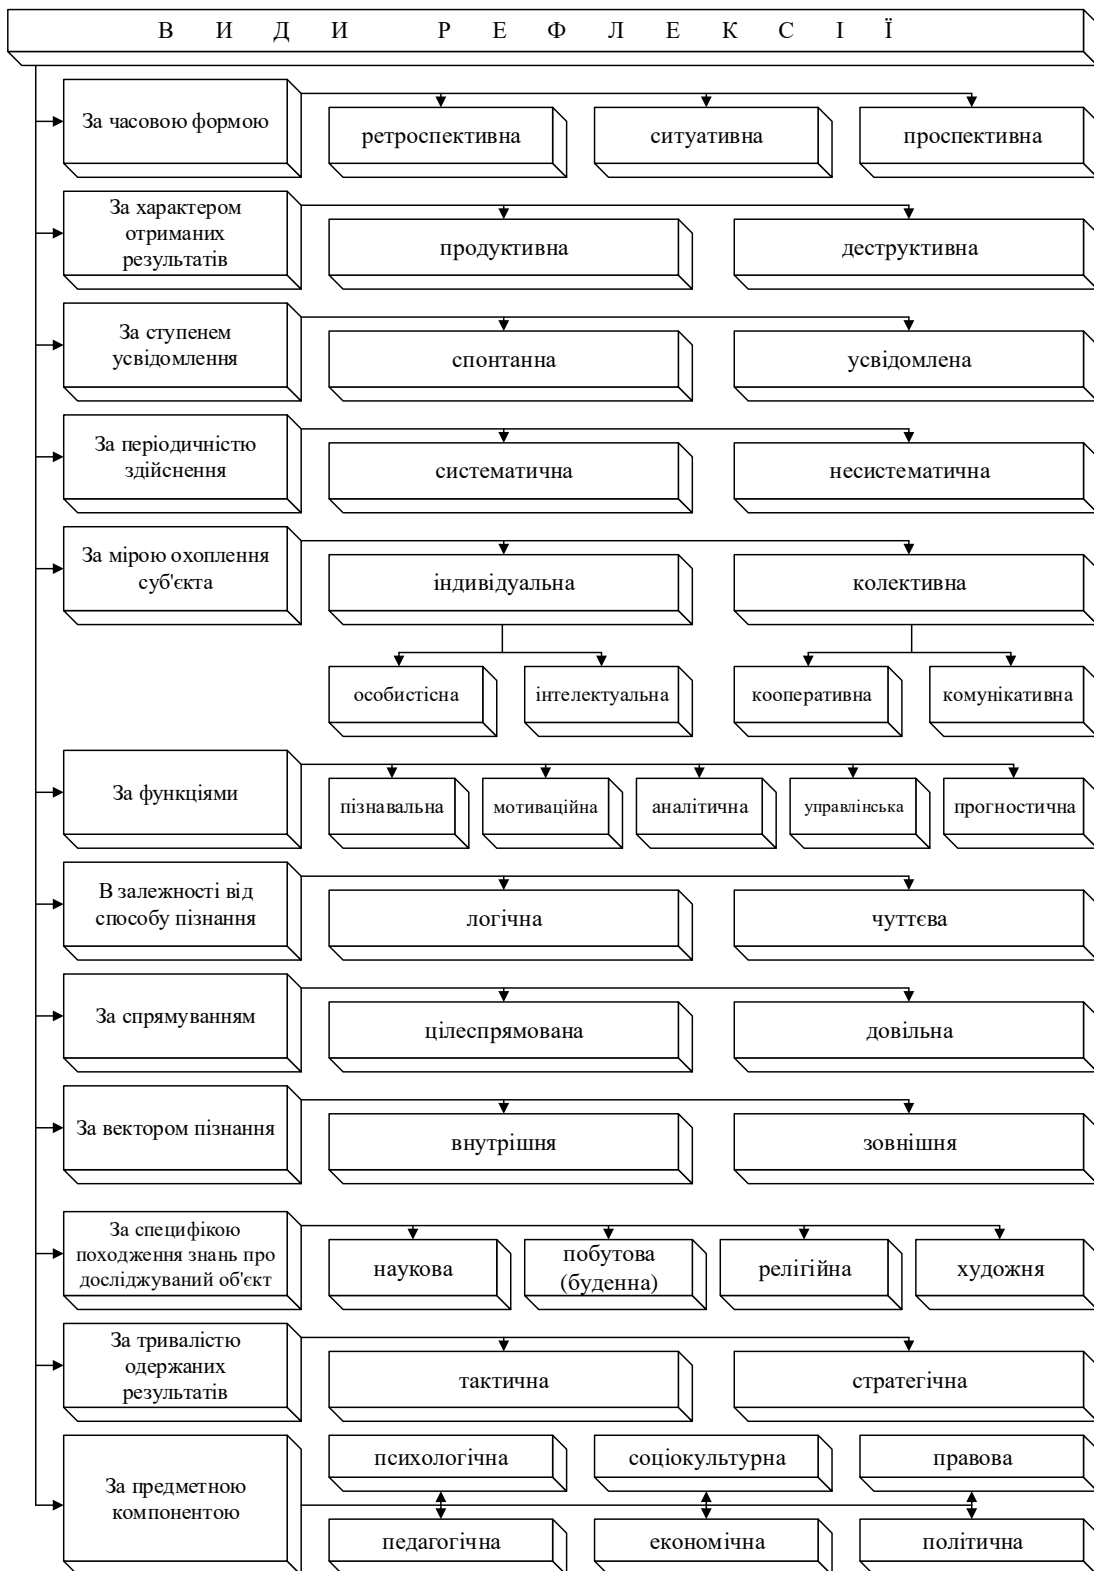 В И Д И Р Е Ф Л Е К С І Ї
За часовою формою
ретроспективна
ситуативна
проспективна
За характером
отриманих
результатів
продуктивна
деструктивна
За ступенем
усвідомлення
спонтанна
усвідомлена
За періодичністю
здійснення
систематична
несистематична
За мірою охоплення
суб'єкта
індивідуальна
колективна
особистісна
інтелектуальна
кооперативна
комунікативна
За функціями
пізнавальна
мотиваційна
аналітична
управлінська
прогностична
В залежності від
способу пізнання
логічна
чуттєва
За спрямуванням
цілеспрямована
довільна
За вектором пізнання
внутрішня
зовнішня
За специфікою
походження знань про
досліджуваний об'єкт
наукова
побутова
(буденна)
релігійна
художня
За тривалістю
одержаних
результатів
тактична
стратегічна
За предметною
компонентою
психологічна
соціокультурна
правова
педагогічна
економічна
політична